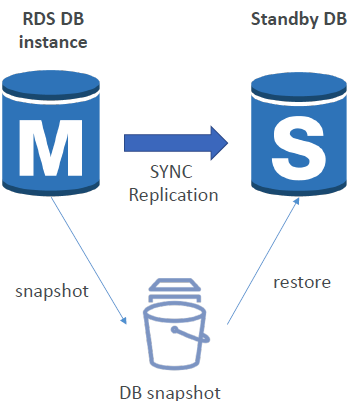 RDS DB
instance
Standby DB
M
S
SYNC
Replication
snapshot
restore
DB snapshot